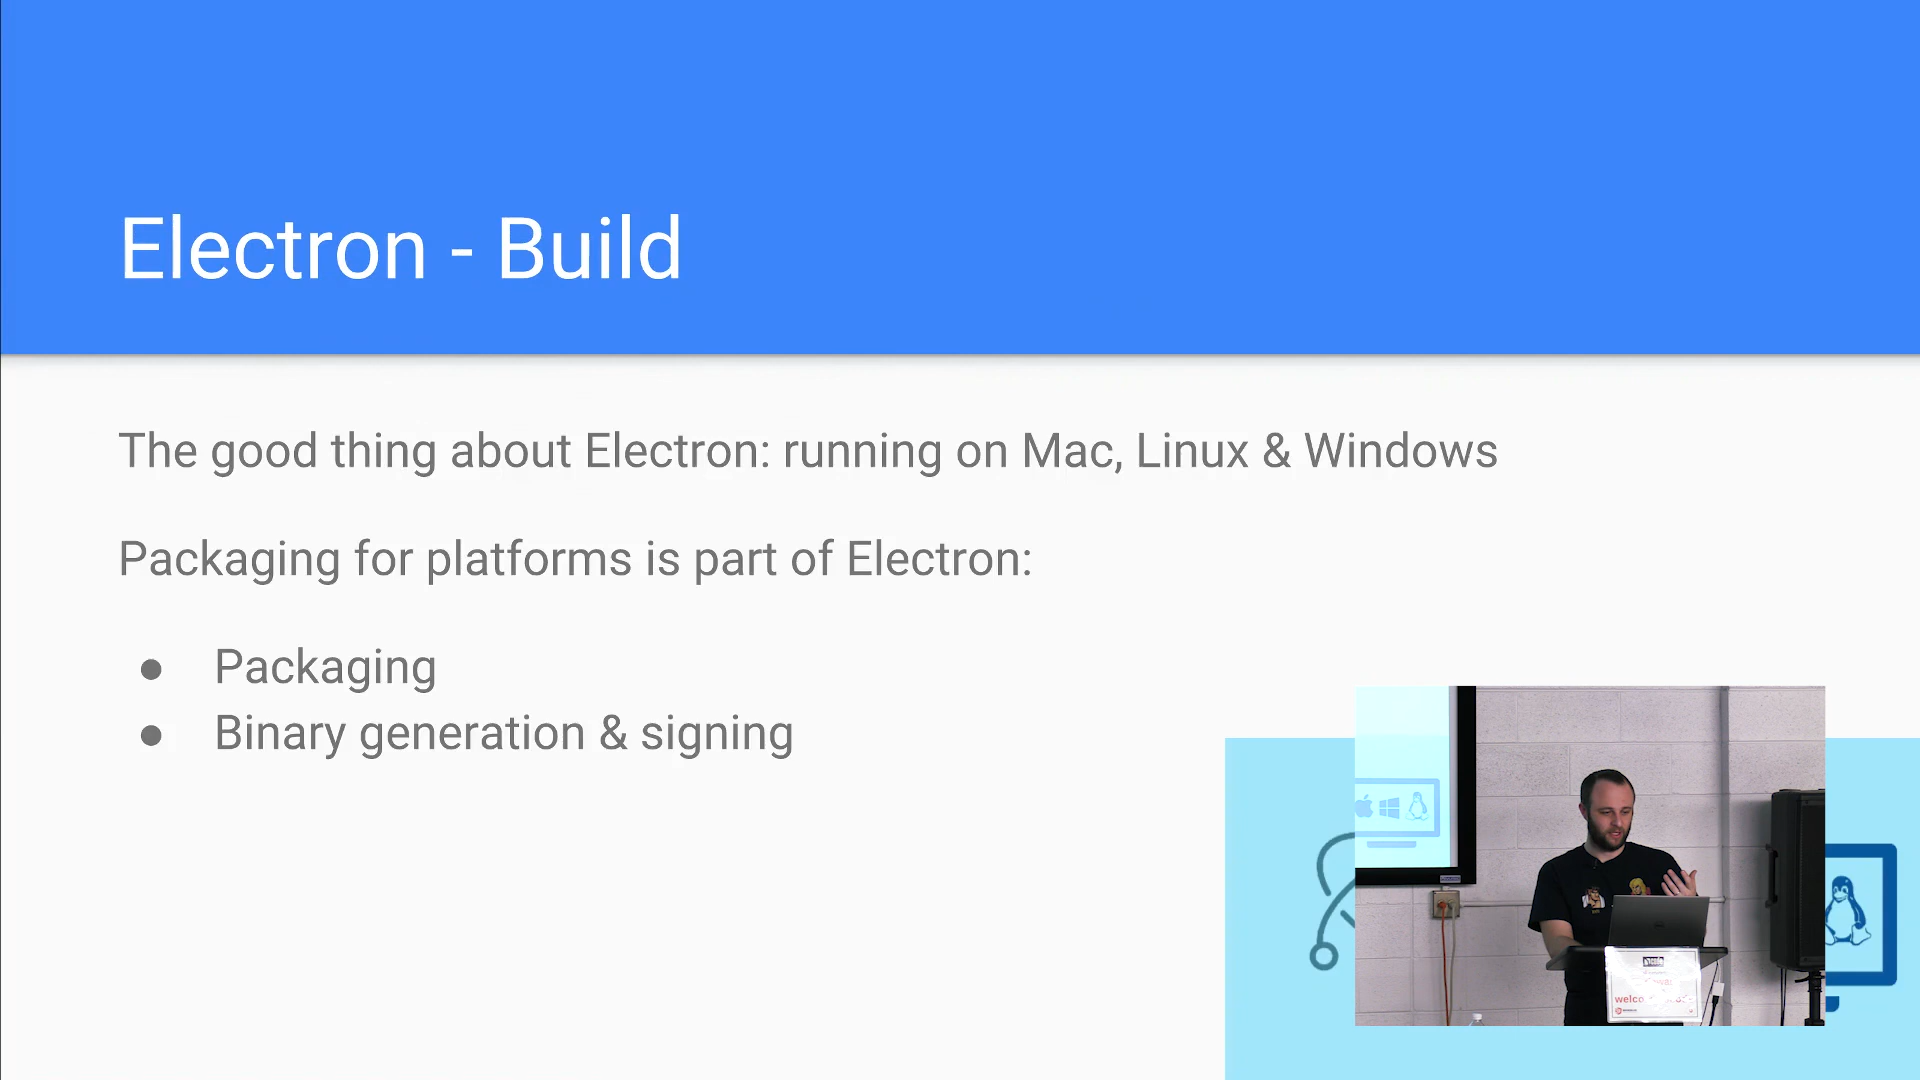 Electron - Build
The good thing about Electron: running on Mac, Linux & Windows
Packaging for platforms is part of Electron:
● Packaging
● Binary generation & signing